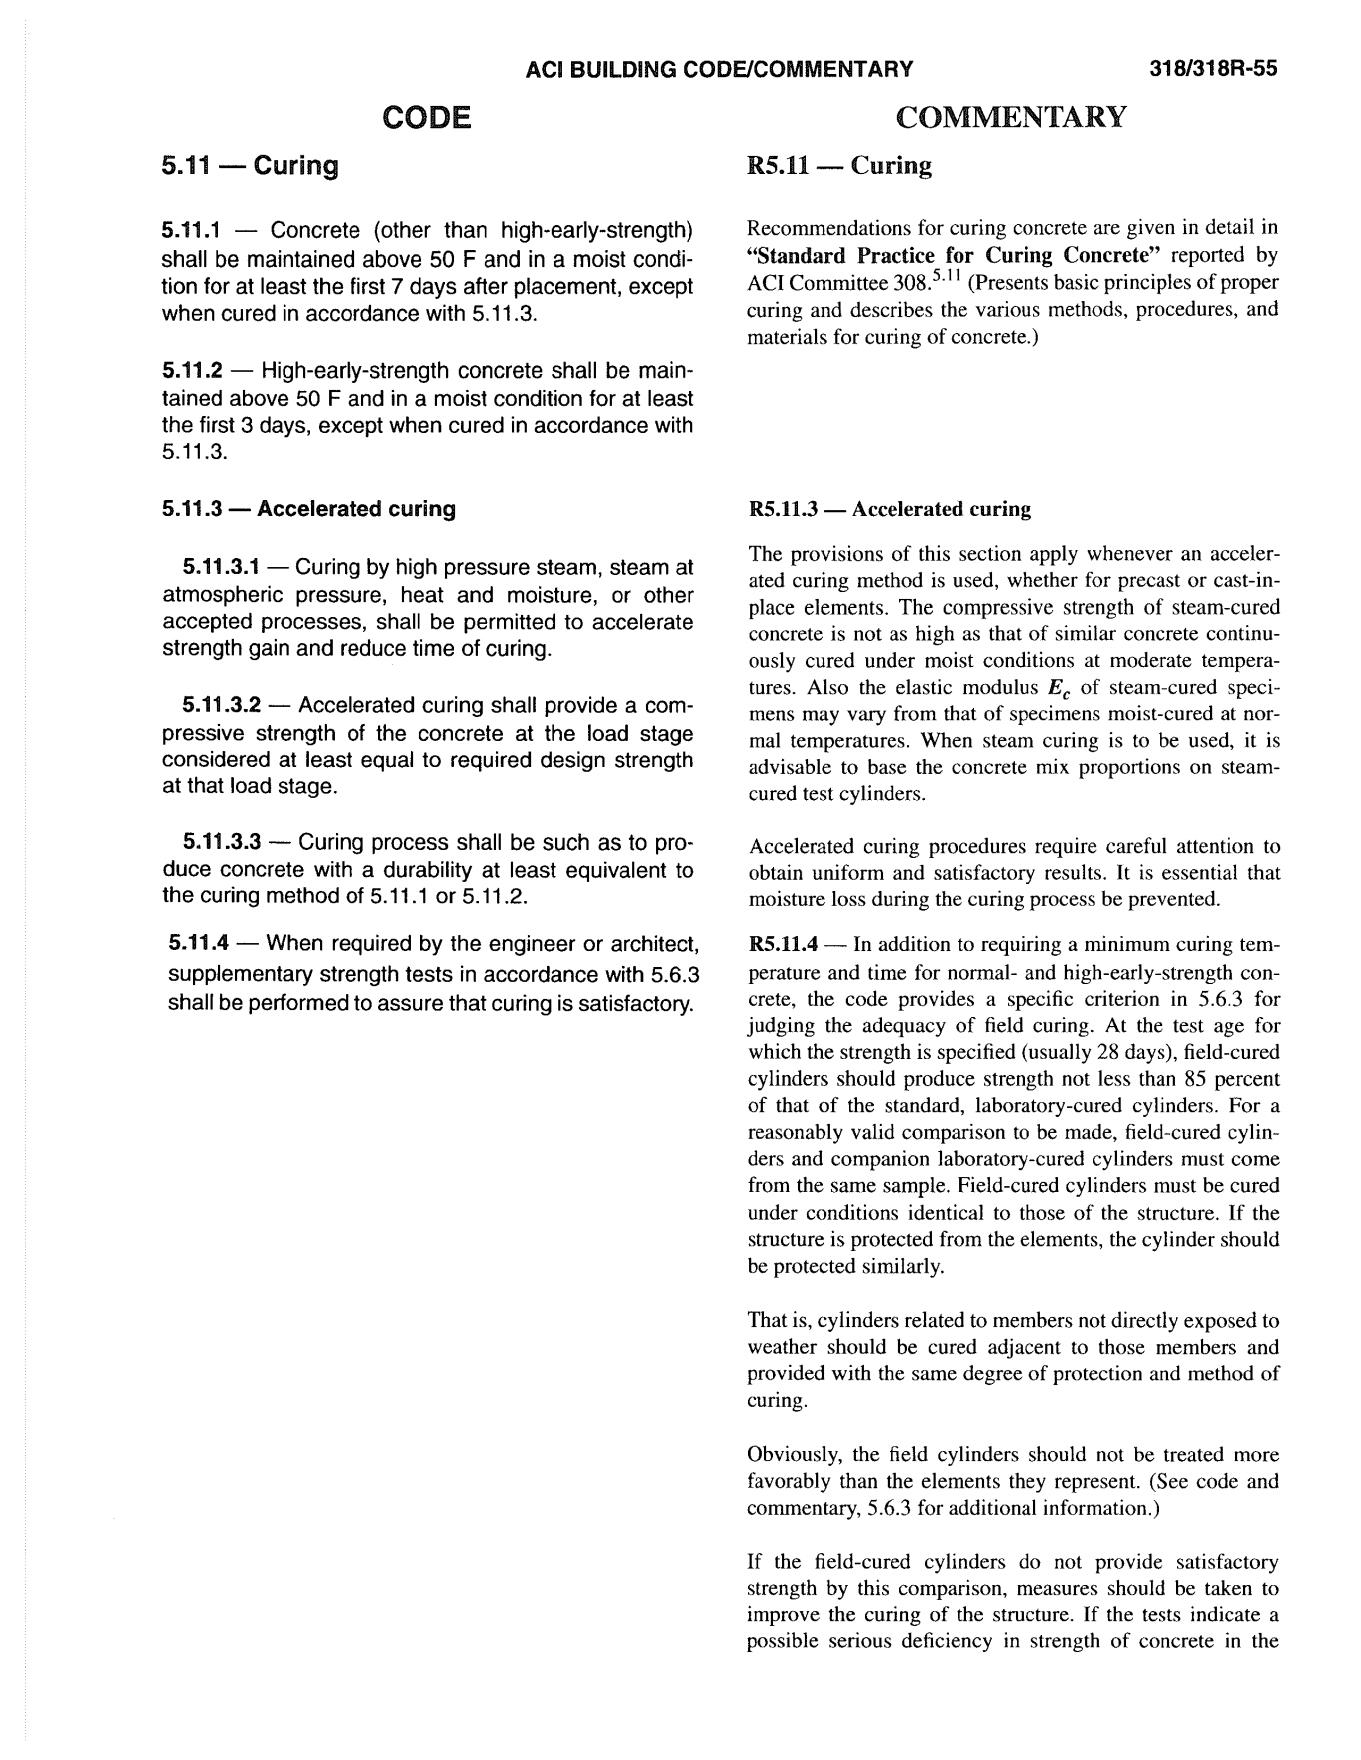 ACI BUILDING CODE/COMMENTARY
318/318R-55
CODE
5.11 — Curing
5.11.1 — Concrete (other than high-early-strength)
shall be maintained above 50 F and in a moist condi-
tion for at least the first 7 days after placement, except
when cured in accordance with 5.11.3.
5.11.2 — High-early-strength concrete shall be main-
tained above 50 F and in a moist condition for at least
the first 3 days, except when cured in accordance with
5.11.3.
5.11.3 — Accelerated curing
5.11.3.1 — Curing by high pressure steam, steam at
atmospheric pressure, heat and moisture, or other
accepted processes, shall be permitted to accelerate
strength gain and reduce time of curing.
5.11.3.2 — Accelerated curing shall provide a com-
pressive strength of the concrete at the load stage
considered at least equal to required design strength
at that load stage.
5.11.3.3 — Curing process shall be such as to pro-
duce concrete with a durability at least equivalent to
the curing method of 5.11.1 or 5.11.2.
5.11.4 — When required by the engineer or architect,
supplementary strength tests in accordance with 5.6.3
shall be performed to assure that curing is satisfactory.
COMMENTARY
R5.11 — Curing
Recommendations for curing concrete are given in detail in
“Standard Practice for Curing Concrete” reported by
ACI Committee 308.5.11 (Presents basic principles of proper
curing and describes the various methods, procedures, and
materials for curing of concrete.)
R5.11.3 — Accelerated curing
The provisions of this section apply whenever an acceler-
ated curing method is used, whether for precast or cast-in-
place elements. The compressive strength of steam-cured
concrete is not as high as that of similar concrete continu-
ously cured under moist conditions at moderate tempera-
tures. Also the elastic modulus Ec of steam-cured speci-
mens may vary from that of specimens moist-cured at nor-
mal temperatures. When steam curing is to be used, it is
advisable to base the concrete mix proportions on steam-
cured test cylinders.
Accelerated curing procedures require careful attention to
obtain uniform and satisfactory results. It is essential that
moisture loss during the curing process be prevented.
R5.11.4 — In addition to requiring a minimum curing tem-
perature and time for normal- and high-early-strength con-
crete, the code provides a specific criterion in 5.6.3 for
judging the adequacy of field curing. At the test age for
which the strength is specified (usually 28 days), field-cured
cylinders should produce strength not less than 85 percent
of that of the standard, laboratory-cured cylinders. For a
reasonably valid comparison to be made, field-cured cylin-
ders and companion laboratory-cured cylinders must come
from the same sample. Field-cured cylinders must be cured
under conditions identical to those of the structure. If the
structure is protected from the elements, the cylinder should
be protected similarly.
That is, cylinders related to members not directly exposed to
weather should be cured adjacent to those members and
provided with the same degree of protection and method of
curing.
Obviously, the field cylinders should not be treated more
favorably than the elements they represent. (See code and
commentary, 5.6.3 for additional information.)
If the field-cured cylinders do not provide satisfactory
strength by this comparison, measures should be taken to
improve the curing of the structure. If the tests indicate a
possible serious deficiency in strength of concrete in the